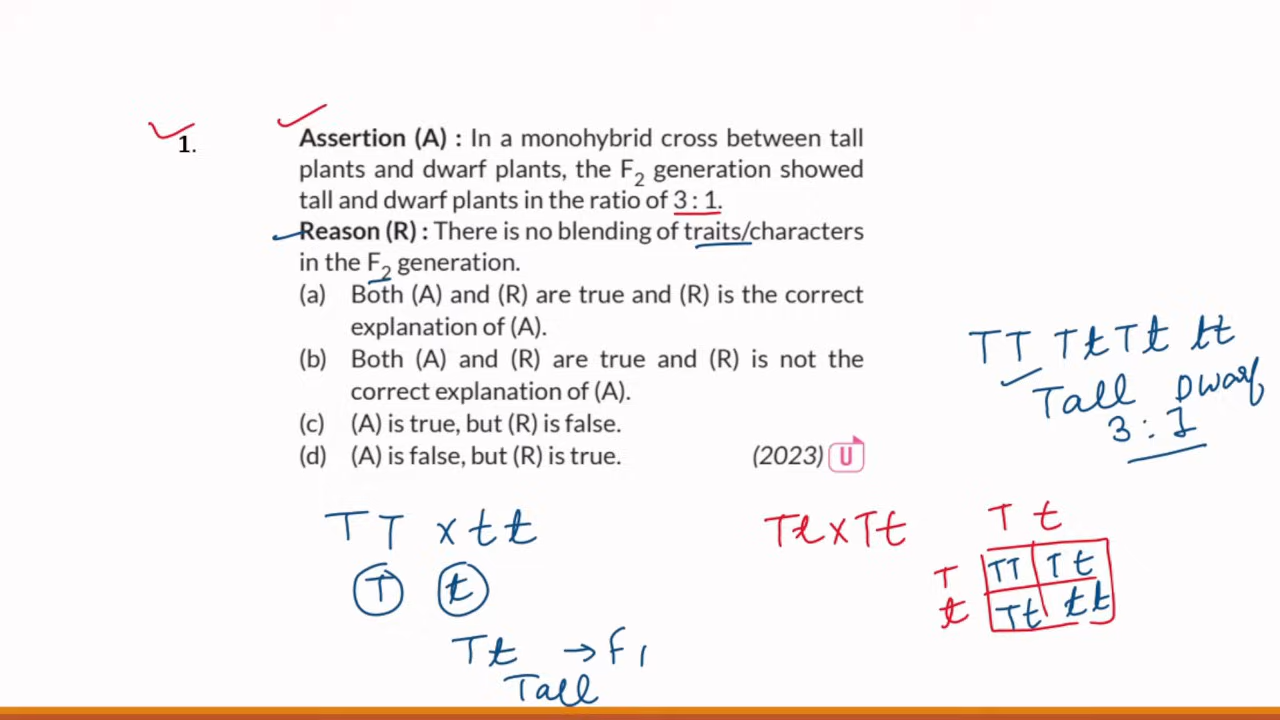 1.
Assertion (A) : In a monohybrid cross between tall
plants and dwarf plants, the F2 generation showed
tall and dwarf plants in the ratio of 3 : 1.
Reason (R) : There is no blending of traits/characters
in the F2 generation.
(a) Both (A) and (R) are true and (R) is the correct
explanation of (A).
(b) Both (A) and (R) are true and (R) is not the
correct explanation of (A).
(c) (A) is true, but (R) is false.
(d) (A) is false, but (R) is true. (2023) U
TT Tt Tt tt
Tall Dwarf
3 : 1
TT x tt
T t
Tt → F1
Tall
Tt x Tt
T t
T TT Tt
t Tt tt